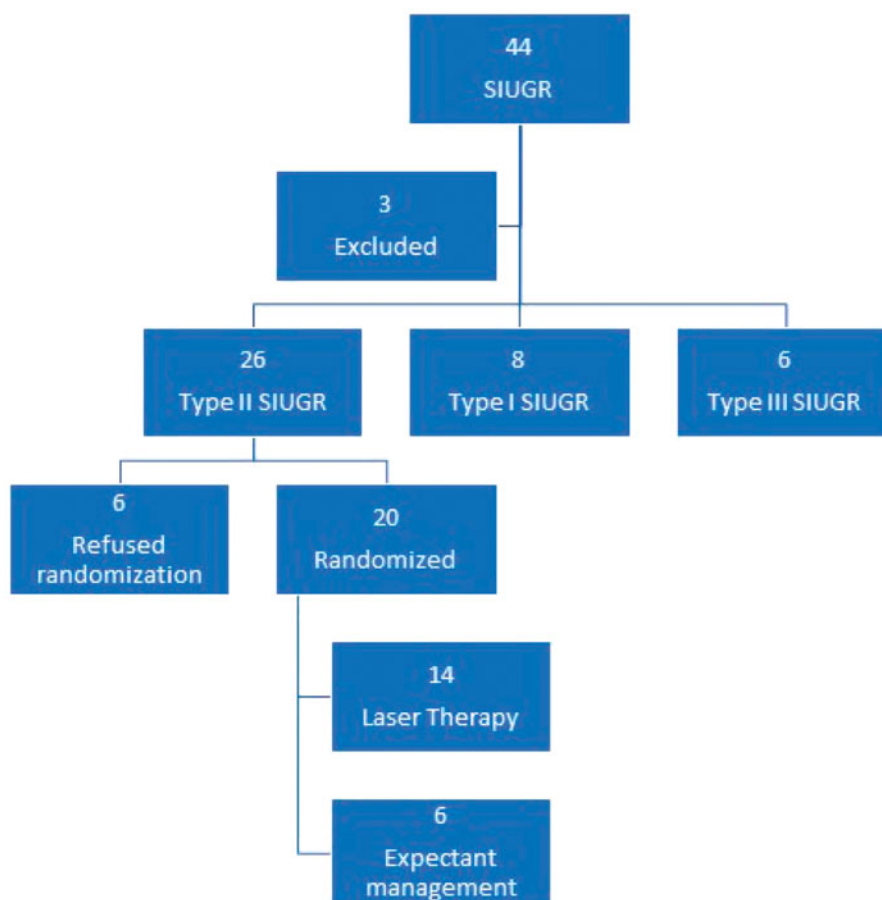 44
SIUGR
3
Excluded
26
Type II SIUGR
8
Type I SIUGR
6
Type III SIUGR
6
Refused
randomization
20
Randomized
14
Laser Therapy
6
Expectant
management